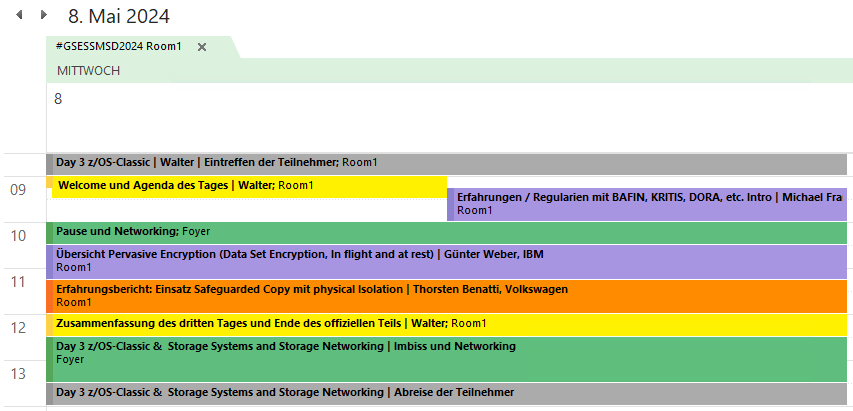 8. Mai 2024
#GSESSMSD2024 Room1
MITTWOCH
8
Day 3 z/OS-Classic | Walter | Eintreffen der Teilnehmer; Room1
09
Welcome und Agenda des Tages | Walter; Room1
Erfahrungen / Regularien mit BAFIN, KRITIS, DORA, etc. Intro | Michael Fra
Room1
10
Pause und Networking; Foyer
Übersicht Pervasive Encryption (Data Set Encryption, In flight and at rest) | Günter Weber, IBM
Room1
11
Erfahrungsbericht: Einsatz Safeguarded Copy mit physical Isolation | Thorsten Benatti, Volkswagen
Room1
12
Zusammenfassung des dritten Tages und Ende des offiziellen Teils | Walter; Room1
Day 3 z/OS-Classic &  Storage Systems and Storage Networking | Imbiss und Networking
Foyer
13
Day 3 z/OS-Classic &  Storage Systems and Storage Networking | Abreise der Teilnehmer